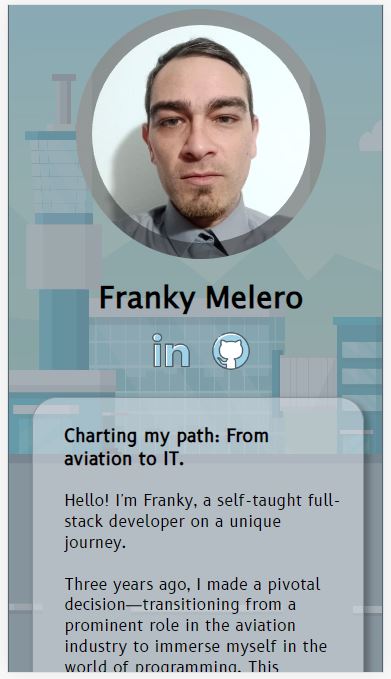 Franky Melero
in
Charting my path: From
aviation to IT.
Hello! I'm Franky, a self-taught full-
stack developer on a unique
journey.
Three years ago, I made a pivotal
decision—transitioning from a
prominent role in the aviation
industry to immerse myself in the
world of programming. This